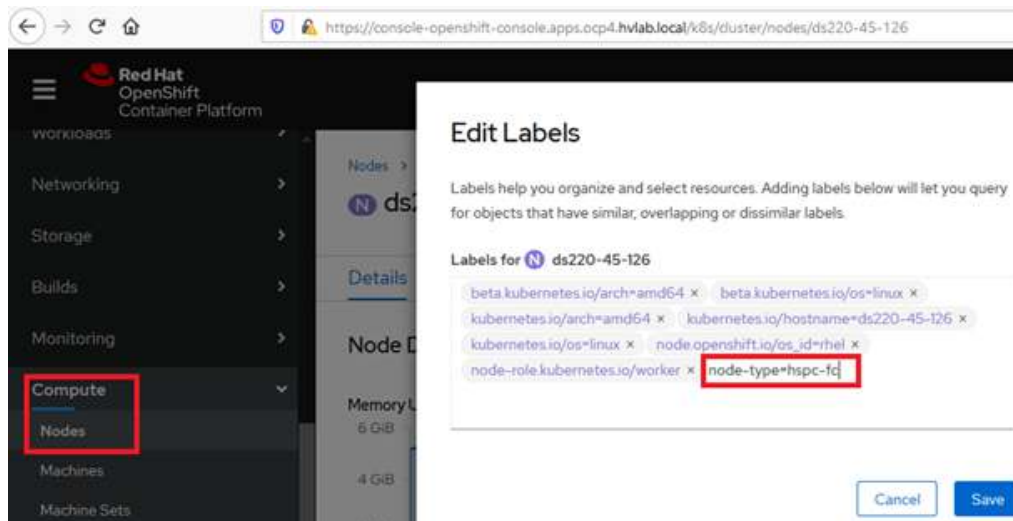 https://console-openshift-console.apps.ocp4.hvlab.local/k8s/cluster/nodes/ds220-45-126
Red Hat
OpenShift
Container Platform
Workloads
Networking
Storage
Builds
Monitoring
Compute
Nodes
Machines
Machine Sets
Nodes >
N ds2
Details
Node D
Memory U
6 GiB
4 GiB
Edit Labels
Labels help you organize and select resources. Adding labels below will let you query
for objects that have similar, overlapping or dissimilar labels.
Labels for N ds220-45-126
beta.kubernetes.io/arch=amd64 × beta.kubernetes.io/os=linux ×
kubernetes.io/arch=amd64 × kubernetes.io/hostname=ds220-45-126 ×
kubernetes.io/os=linux × node.openshift.io/os_id=rhel ×
node-role.kubernetes.io/worker × node-type=hspc-fc
Cancel Save